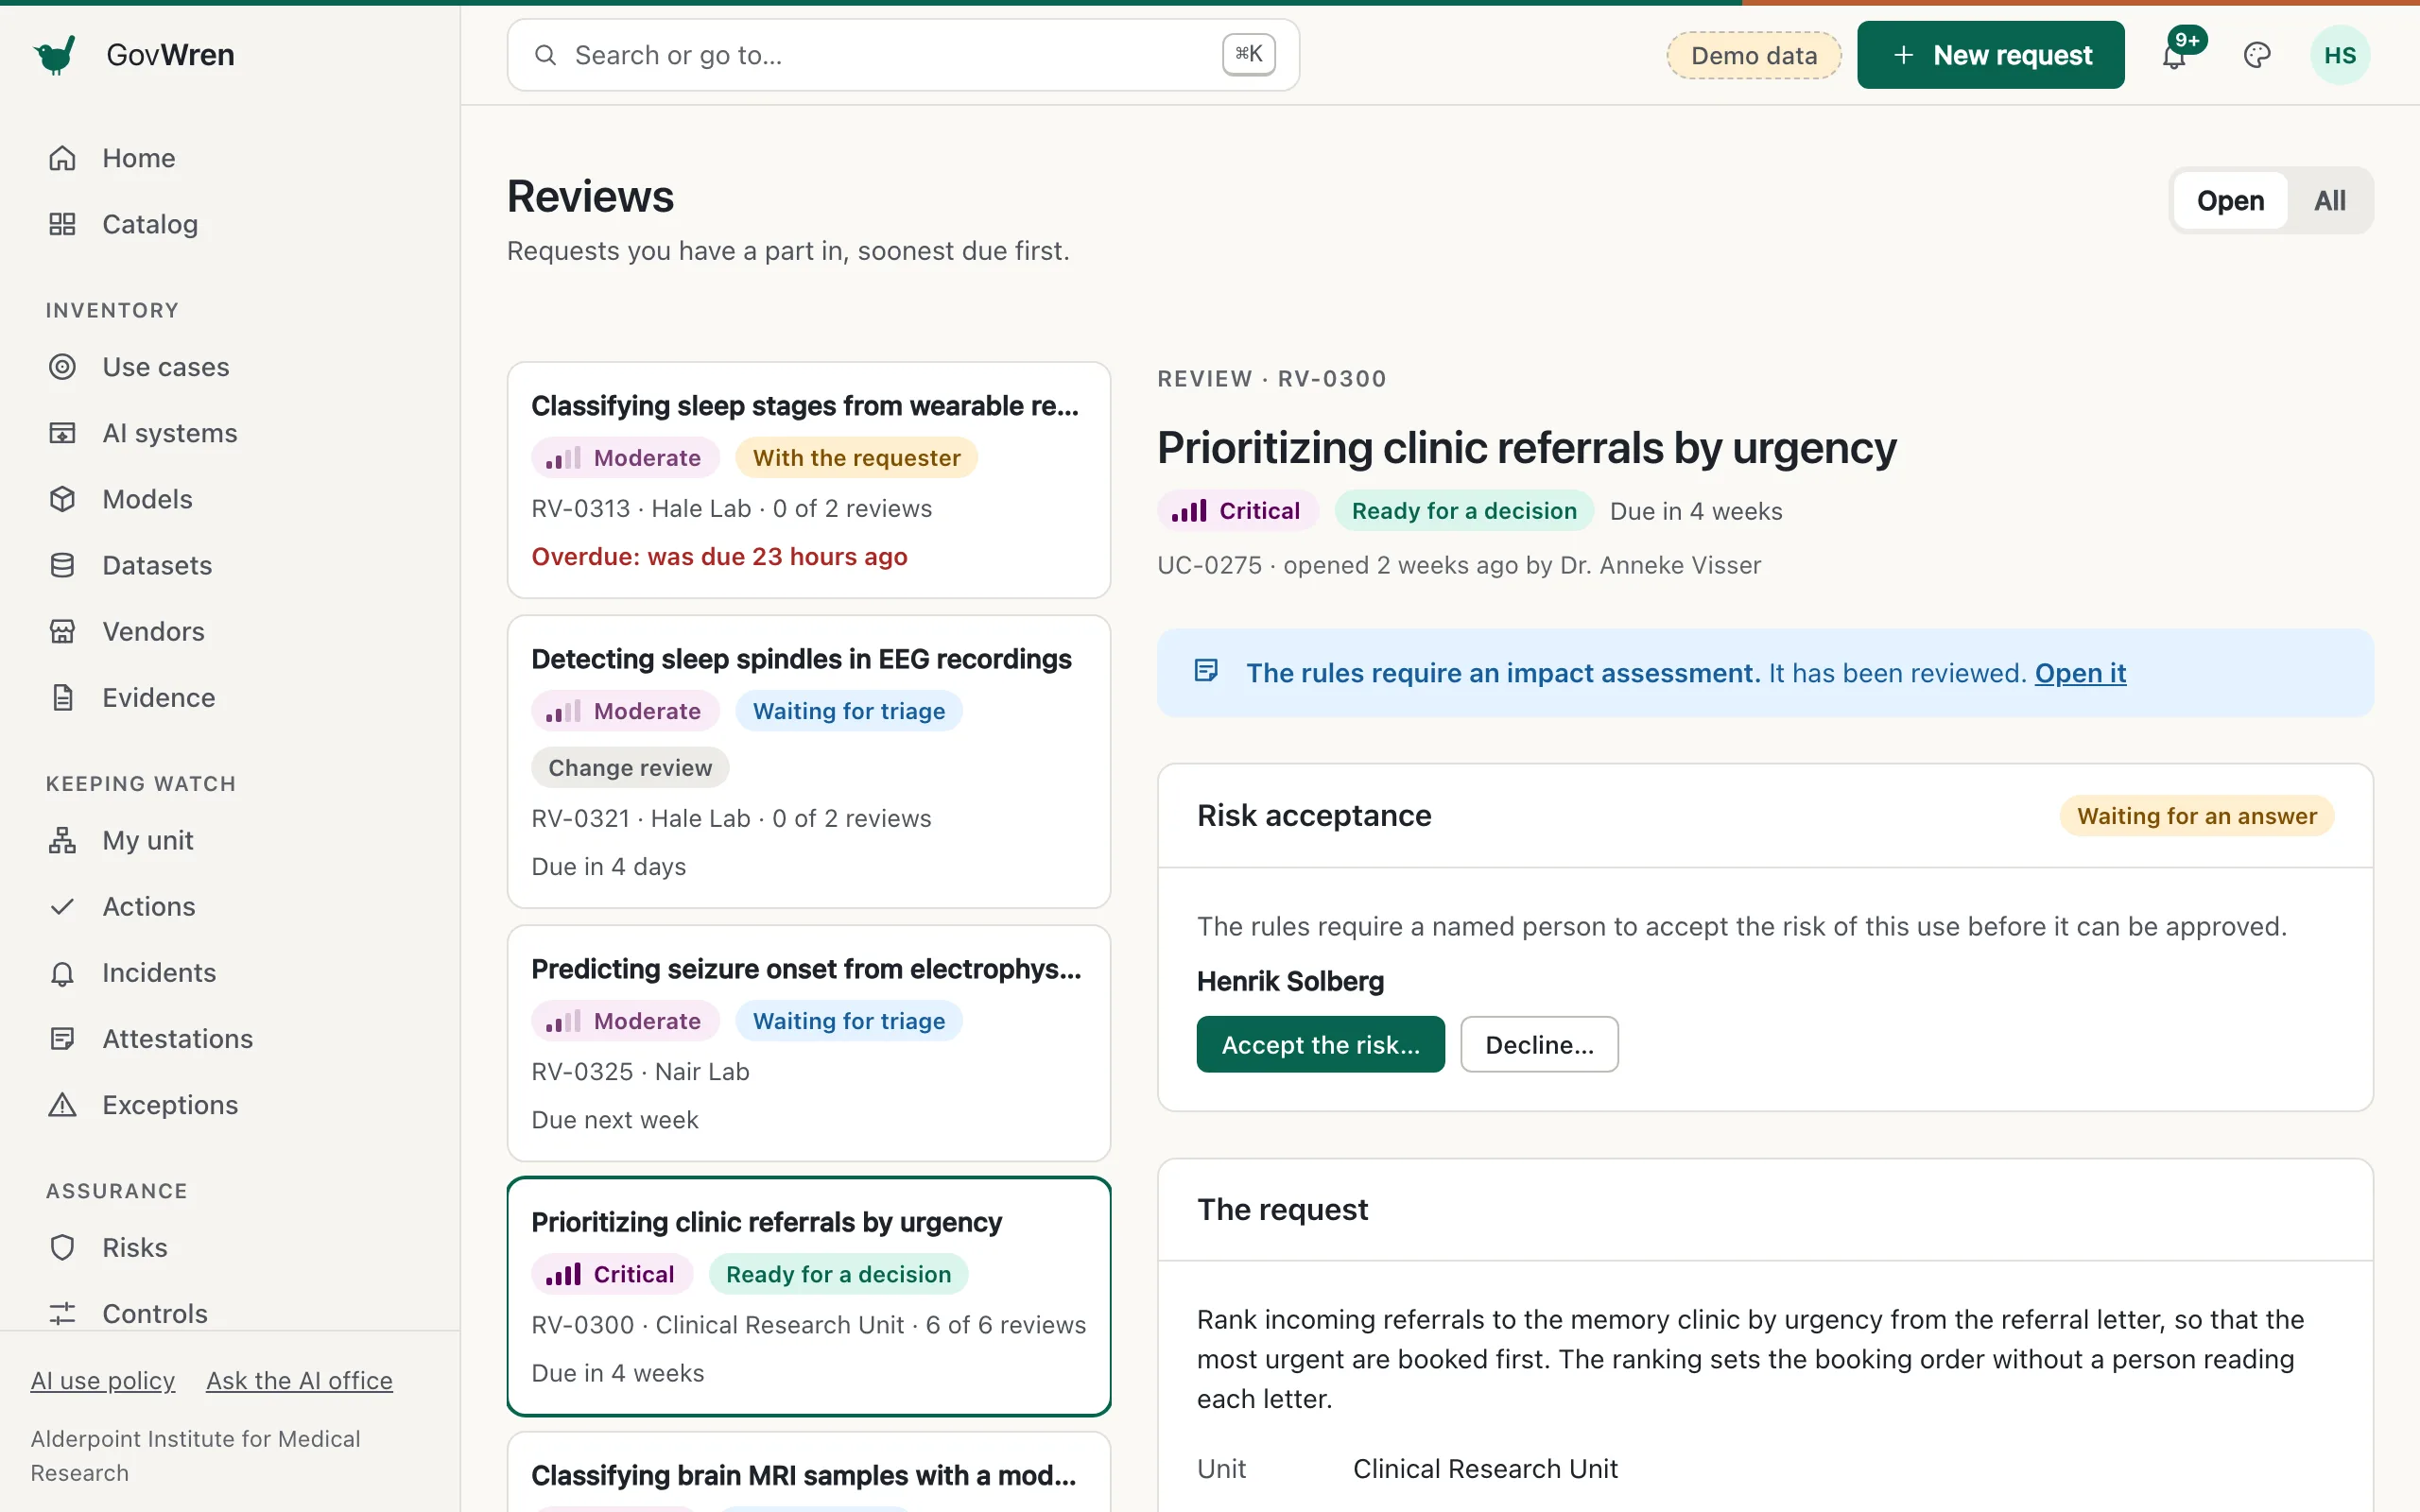 GovWren
Search or go to...
⌘K
Demo data
New request
9+
HS
Home
Catalog
INVENTORY
Use cases
AI systems
Models
Datasets
Vendors
Evidence
KEEPING WATCH
My unit
Actions
Incidents
Attestations
Exceptions
ASSURANCE
Risks
Controls
AI use policy
Ask the AI office
Alderpoint Institute for Medical
Research
Reviews
Requests you have a part in, soonest due first.
Open
All
Classifying sleep stages from wearable re...
Moderate
With the requester
RV-0313 · Hale Lab · 0 of 2 reviews
Overdue: was due 23 hours ago
Detecting sleep spindles in EEG recordings
Moderate
Waiting for triage
Change review
RV-0321 · Hale Lab · 0 of 2 reviews
Due in 4 days
Predicting seizure onset from electrophys...
Moderate
Waiting for triage
RV-0325 · Nair Lab
Due next week
Prioritizing clinic referrals by urgency
Critical
Ready for a decision
RV-0300 · Clinical Research Unit · 6 of 6 reviews
Due in 4 weeks
Classifying brain MRI samples with a mod...
REVIEW · RV-0300
Prioritizing clinic referrals by urgency
Critical
Ready for a decision
Due in 4 weeks
UC-0275 · opened 2 weeks ago by Dr. Anneke Visser
The rules require an impact assessment. It has been reviewed. Open it
Risk acceptance
Waiting for an answer
The rules require a named person to accept the risk of this use before it can be approved.
Henrik Solberg
Accept the risk...
Decline...
The request
Rank incoming referrals to the memory clinic by urgency from the referral letter, so that the
most urgent are booked first. The ranking sets the booking order without a person reading
each letter.
Unit
Clinical Research Unit